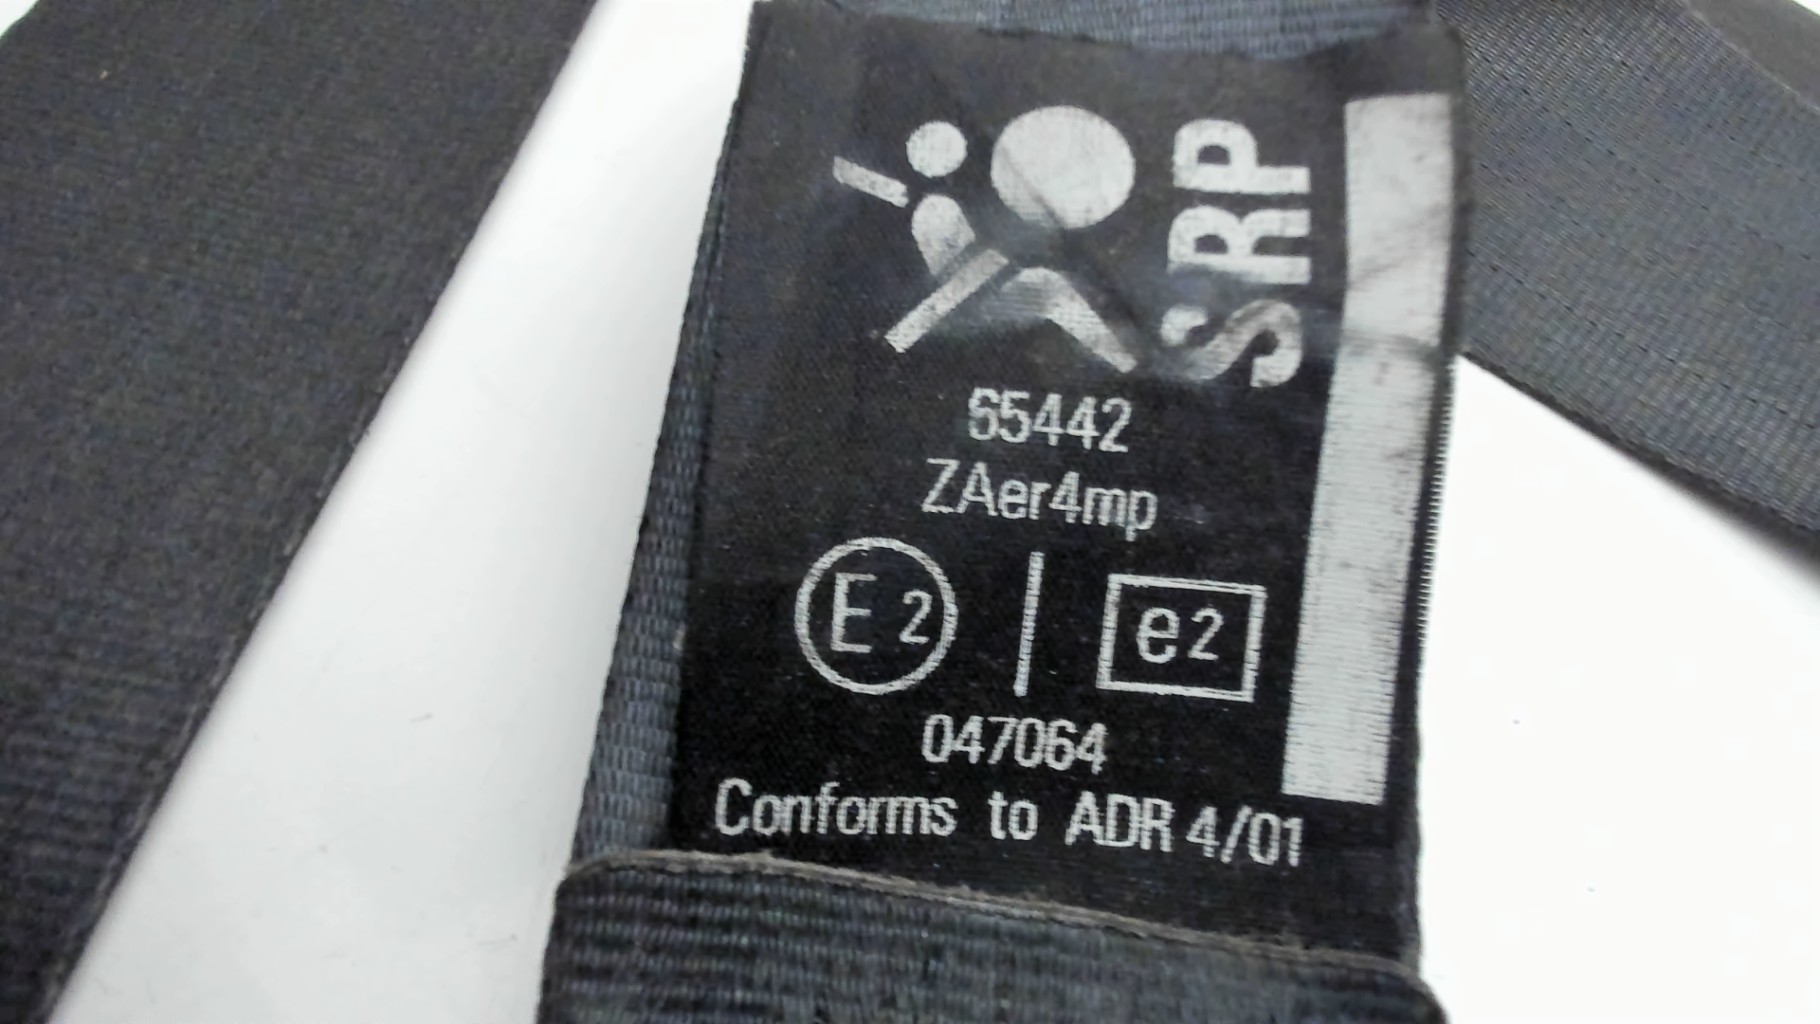 SRP
65442
ZAer4mp
E2 | e2
047064
Conforms to ADR 4/01